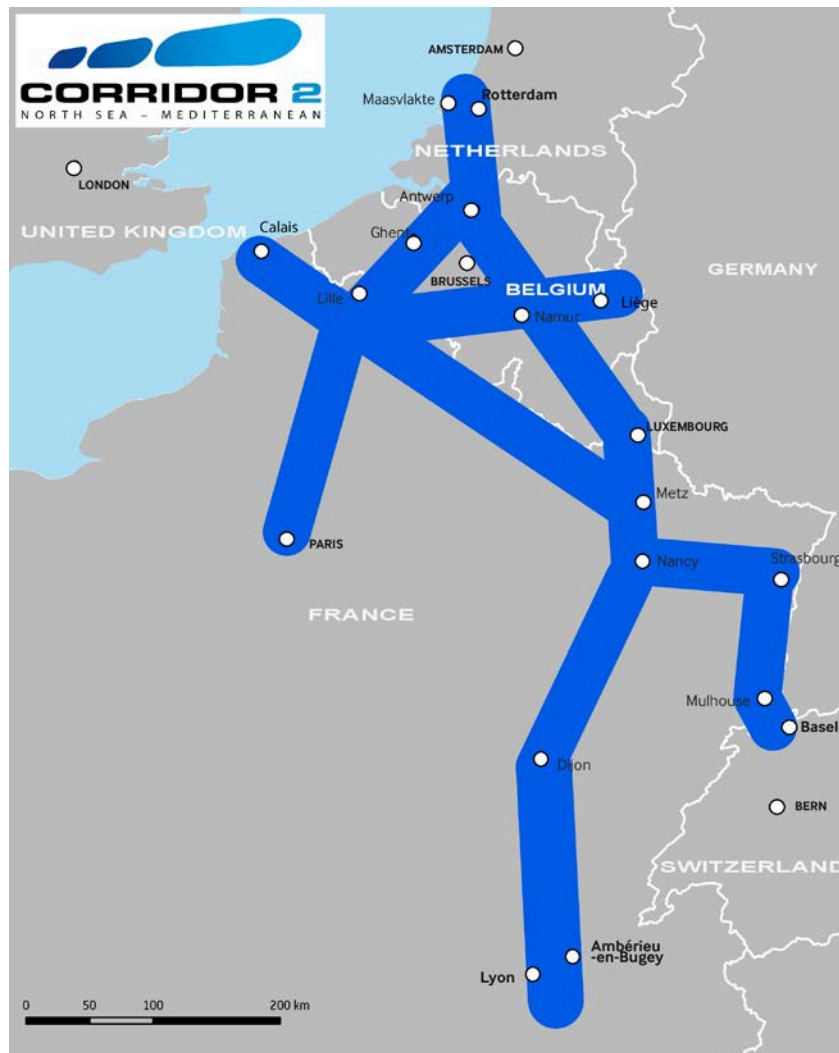 CORRIDOR 2
NORTH SEA – MEDITERRANEAN
AMSTERDAM
Maasvlakte
Rotterdam
NETHERLANDS
LONDON
Antwerp
UNITED KINGDOM
Calais
Ghent
BRUSSELS
GERMANY
BELGIUM
Lille
Liège
Namur
LUXEMBOURG
Metz
PARIS
Nancy
Strasbourg
FRANCE
Mulhouse
Basel
Dijon
BERN
SWITZERLAND
Ambérieu
-en-Bugey
Lyon
0 50 100 200 km